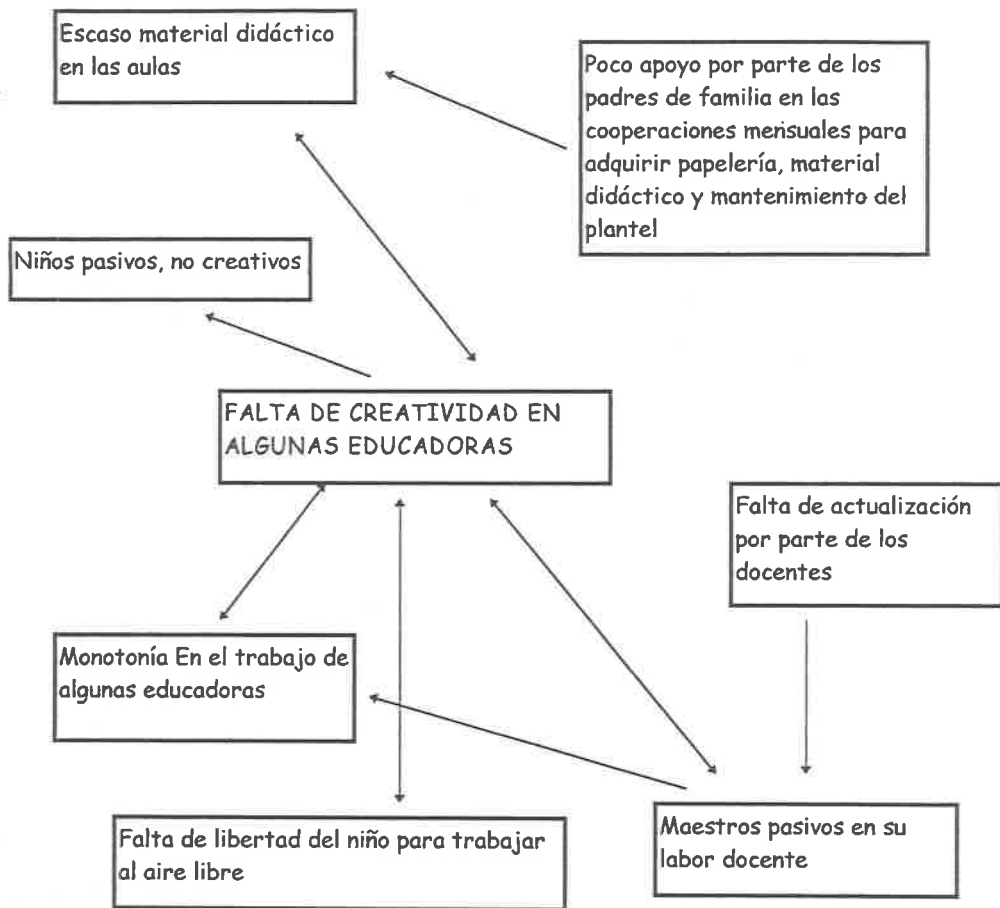 Escaso material didáctico
en las aulas
Poco apoyo por parte de los
padres de familia en las
cooperaciones mensuales para
adquirir papelería, material
didáctico y mantenimiento del
plantel
Niños pasivos, no creativos
FALTA DE CREATIVIDAD EN
ALGUNAS EDUCADORAS
Falta de actualización
por parte de los
docentes
Monotonía En el trabajo de
algunas educadoras
Falta de libertad del niño para trabajar
al aire libre
Maestros pasivos en su
labor docente